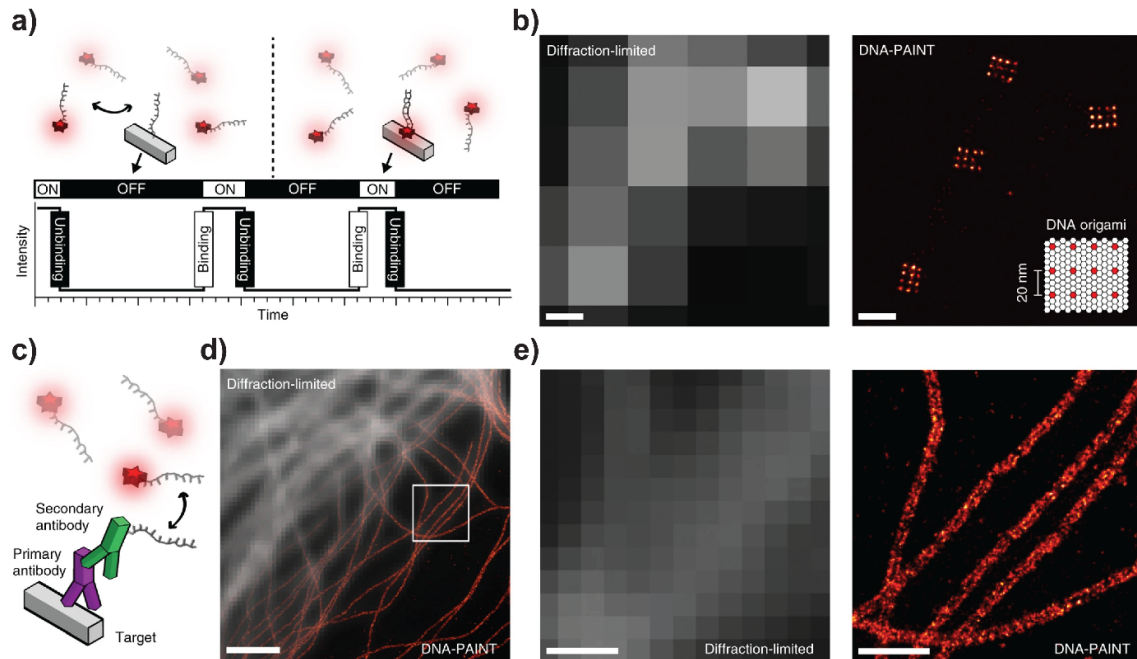 a)
ON OFF ON OFF ON OFF
Intensity
Unbinding
Binding
Unbinding
Binding
Unbinding
Time
b)
Diffraction-limited
DNA-PAINT
DNA origami
20 nm
c)
Secondary
antibody
Primary
antibody
Target
d)
Diffraction-limited
DNA-PAINT
e)
Diffraction-limited
DNA-PAINT